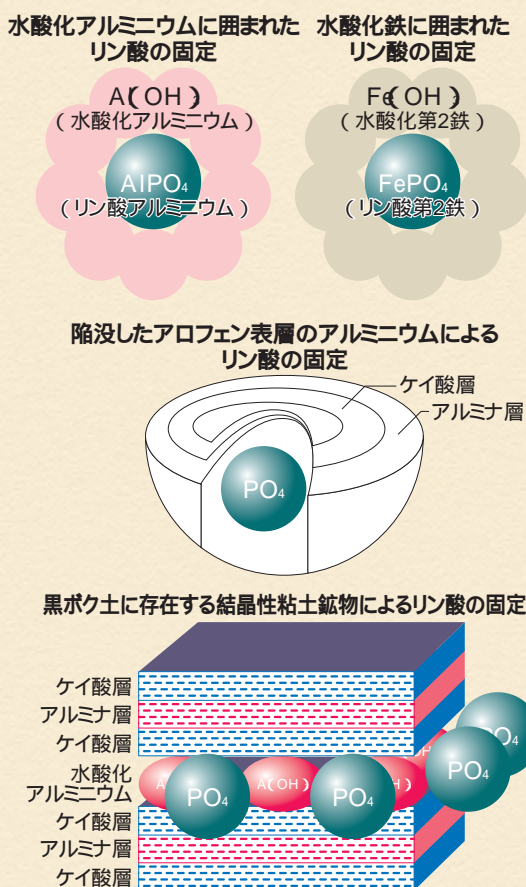 水酸化アルミニウムに囲まれた
リン酸の固定
水酸化鉄に囲まれた
リン酸の固定
A(OH)
(水酸化アルミニウム)
AlPO4
(リン酸アルミニウム)
Fe(OH)
(水酸化第2鉄)
FePO4
(リン酸第2鉄)
陥没したアロフェン表層のアルミニウムによる
リン酸の固定
ケイ酸層
アルミナ層
PO4
黒ボク土に存在する結晶性粘土鉱物によるリン酸の固定
ケイ酸層
アルミナ層
ケイ酸層
水酸化
アルミニウム
ケイ酸層
アルミナ層
ケイ酸層
PO4
A(OH)
PO4
PO4
PO4